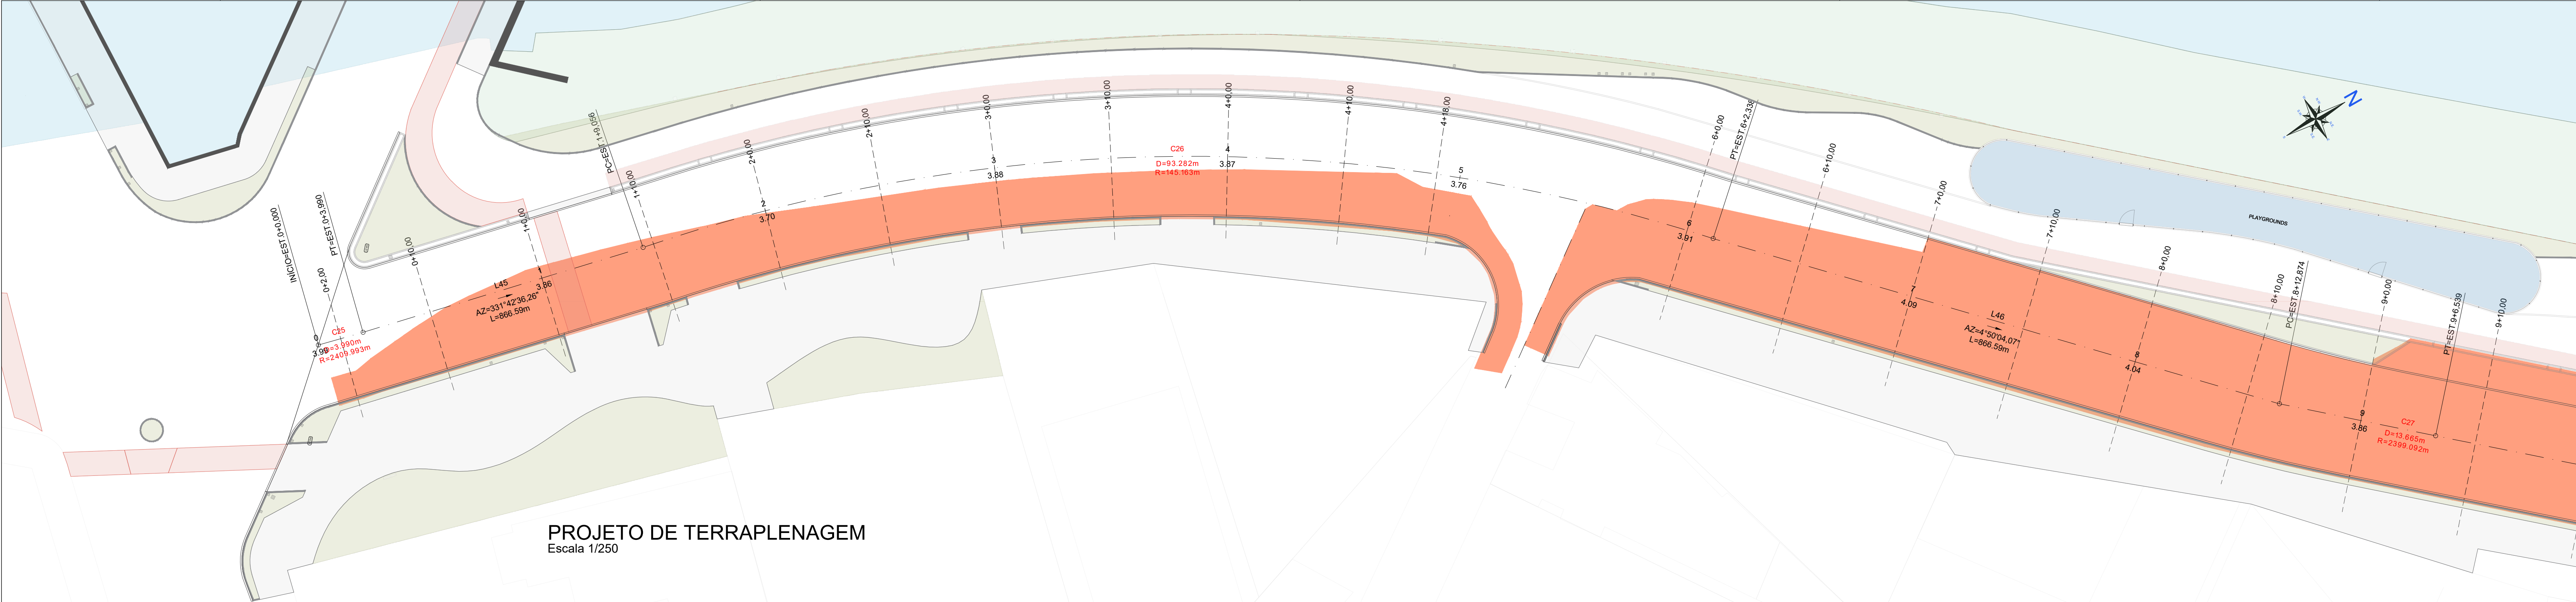 INÍCIO=EST.0+0,000
PT=EST.0+3,990
0+2,00
0
3.99
C25
D=3.990m
R=2409.993m
0+10,00
L45
AZ=331°42'36,26"
L=866.59m
1+0,00
1
3.86
PC=EST.1+9,056
1+10,00
2+0,00
2
3.70
2+10,00
3+0,00
3
3.88
3+10,00
C26
D=93.282m
R=145.163m
4+0,00
4
3.87
4+10,00
4+18,00
5
3.76
6+0,00
6
3.91
PT=EST.6+2,338
6+10,00
7+0,00
7
4.09
L46
AZ=4°50'04,07"
L=866.59m
7+10,00
8+0,00
8
4.04
8+10,00
PC=EST.8+12,874
9+0,00
9
3.86
C27
D=13.665m
R=2399.092m
PT=EST.9+6,539
9+10,00
PLAYGROUNDS
N
PROJETO DE TERRAPLENAGEM
Escala 1/250